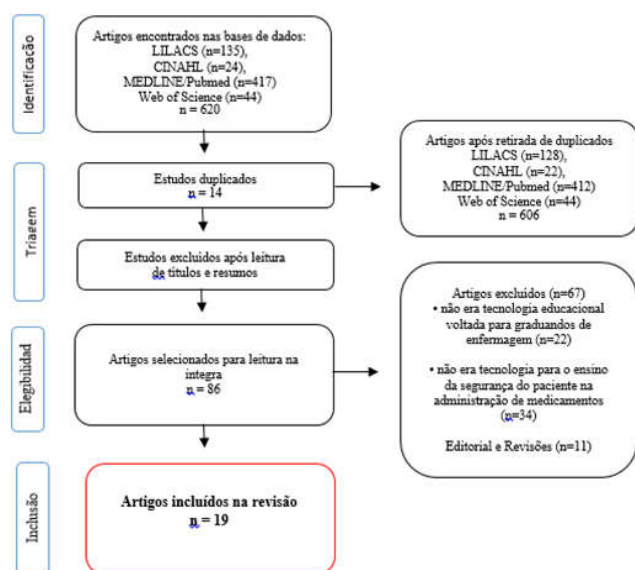 Identificação
Artigos encontrados nas bases de dados:
LILACS (n=135),
CINAHL (n=24),
MEDLINE/Pubmed (n=417)
Web of Science (n=44)
n = 620
Triagem
Estudos duplicados
n = 14
Artigos após retirada de duplicados
LILACS (n=128),
CINAHL (n=22),
MEDLINE/Pubmed (n=412)
Web of Science (n=44)
n = 606
Estudos excluídos após leitura
de títulos e resumos
Elegibilidad
Artigos selecionados para leitura na
integra
n = 86
Artigos excluídos (n=67)
• não era tecnologia educacional
voltada para graduandos de
enfermagem (n=22)
• não era tecnologia para o ensino
da segurança do paciente na
administração de medicamentos
(n=34)
Editorial e Revisões (n=11)
Inclusão
Artigos incluídos na revisão
n = 19